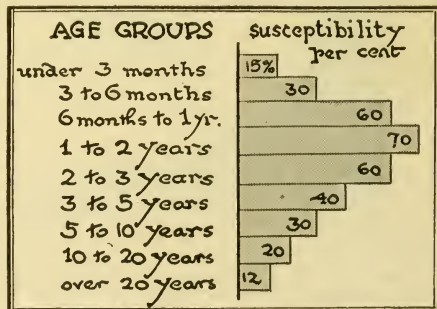 AGE GROUPS susceptibility
per cent
under 3 months 15%
3 to 6 months 30
6 months to 1 yr. 60
1 to 2 years 70
2 to 3 years 60
3 to 5 years 40
5 to 10 years 30
10 to 20 years 20
over 20 years 12